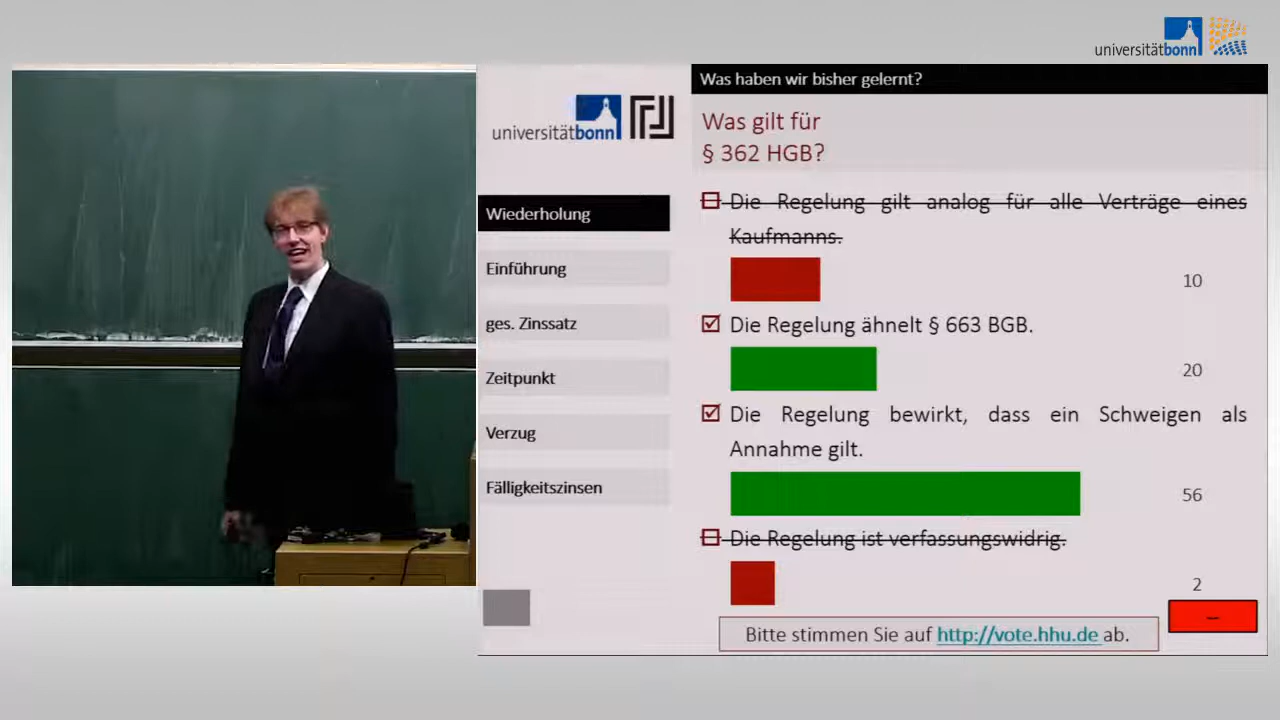 universitätbonn
Was haben wir bisher gelernt?
universitätbonn
Was gilt für
§ 362 HGB?
Wiederholung
Einführung
ges. Zinssatz
Zeitpunkt
Verzug
Fälligkeitszinsen
Die Regelung gilt analog für alle Verträge eines
Kaufmanns.
10
Die Regelung ähnelt § 663 BGB.
20
Die Regelung bewirkt, dass ein Schweigen als
Annahme gilt.
56
Die Regelung ist verfassungswidrig.
2
Bitte stimmen Sie auf http://vote.hhu.de ab.